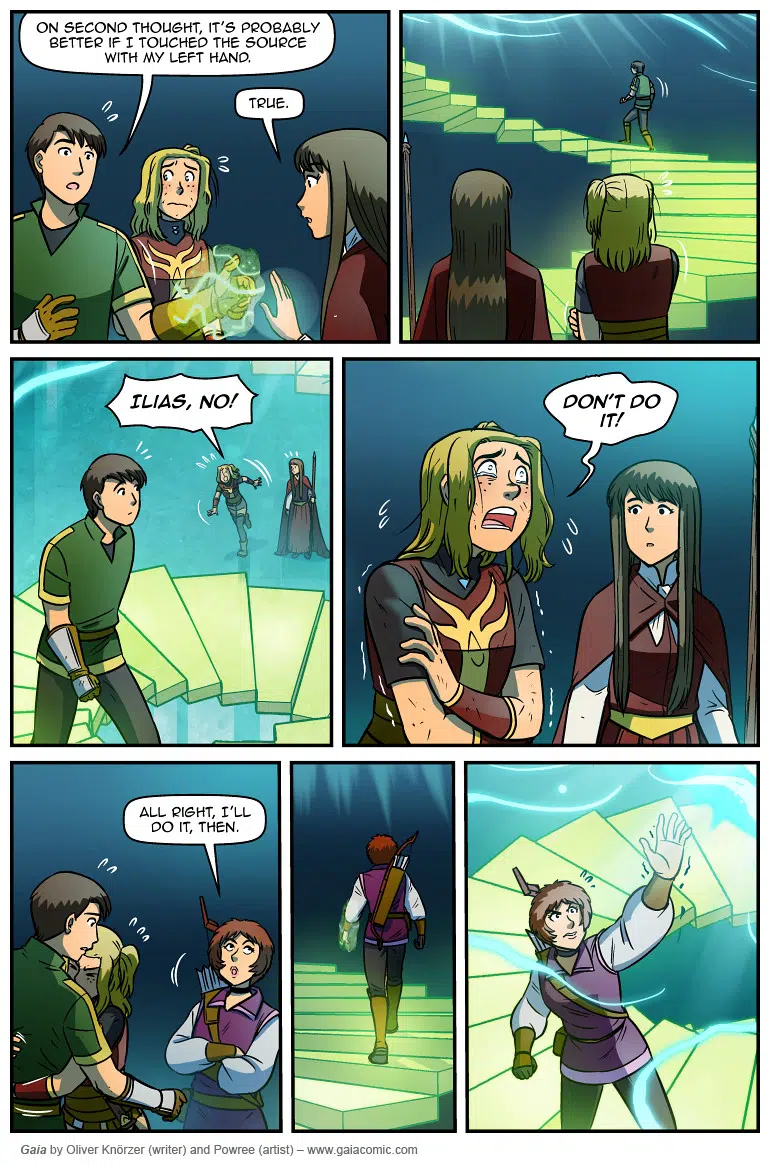 ON SECOND THOUGHT, IT'S PROBABLY
BETTER IF I TOUCHED THE SOURCE
WITH MY LEFT HAND.
TRUE.
ILIAS, NO!
DON'T DO
IT!
ALL RIGHT, I'LL
DO IT, THEN.
Gaia by Oliver Knörzer (writer) and Powree (artist) – www.gaiacomic.com